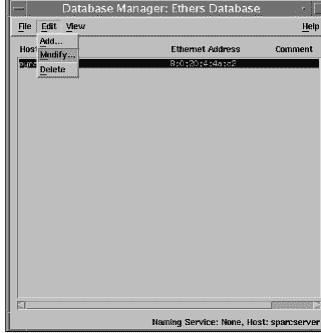 Database Manager: Ethers Database
File Edit View Help
Add...
Modify...
Delete
Ethernet Address Comment
8:0:20:4:4a:c2
Naming Service: None, Host: sparcserver